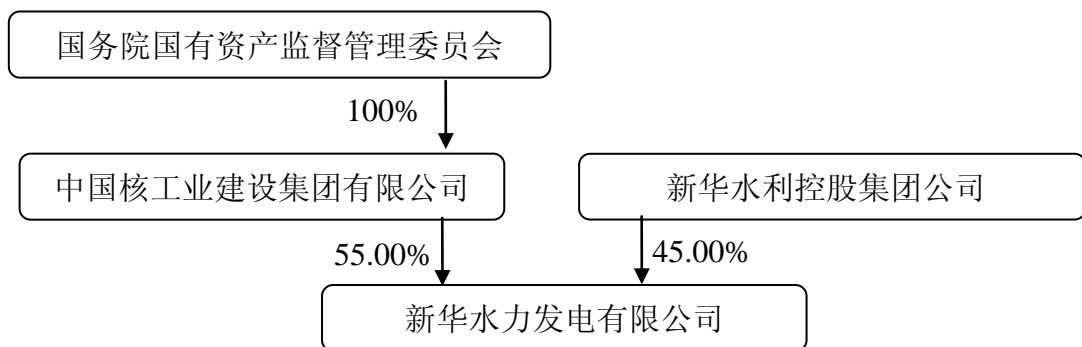 国务院国有资产监督管理委员会
100%
中国核工业建设集团有限公司
新华水利控股集团公司
55.00%
45.00%
新华水力发电有限公司